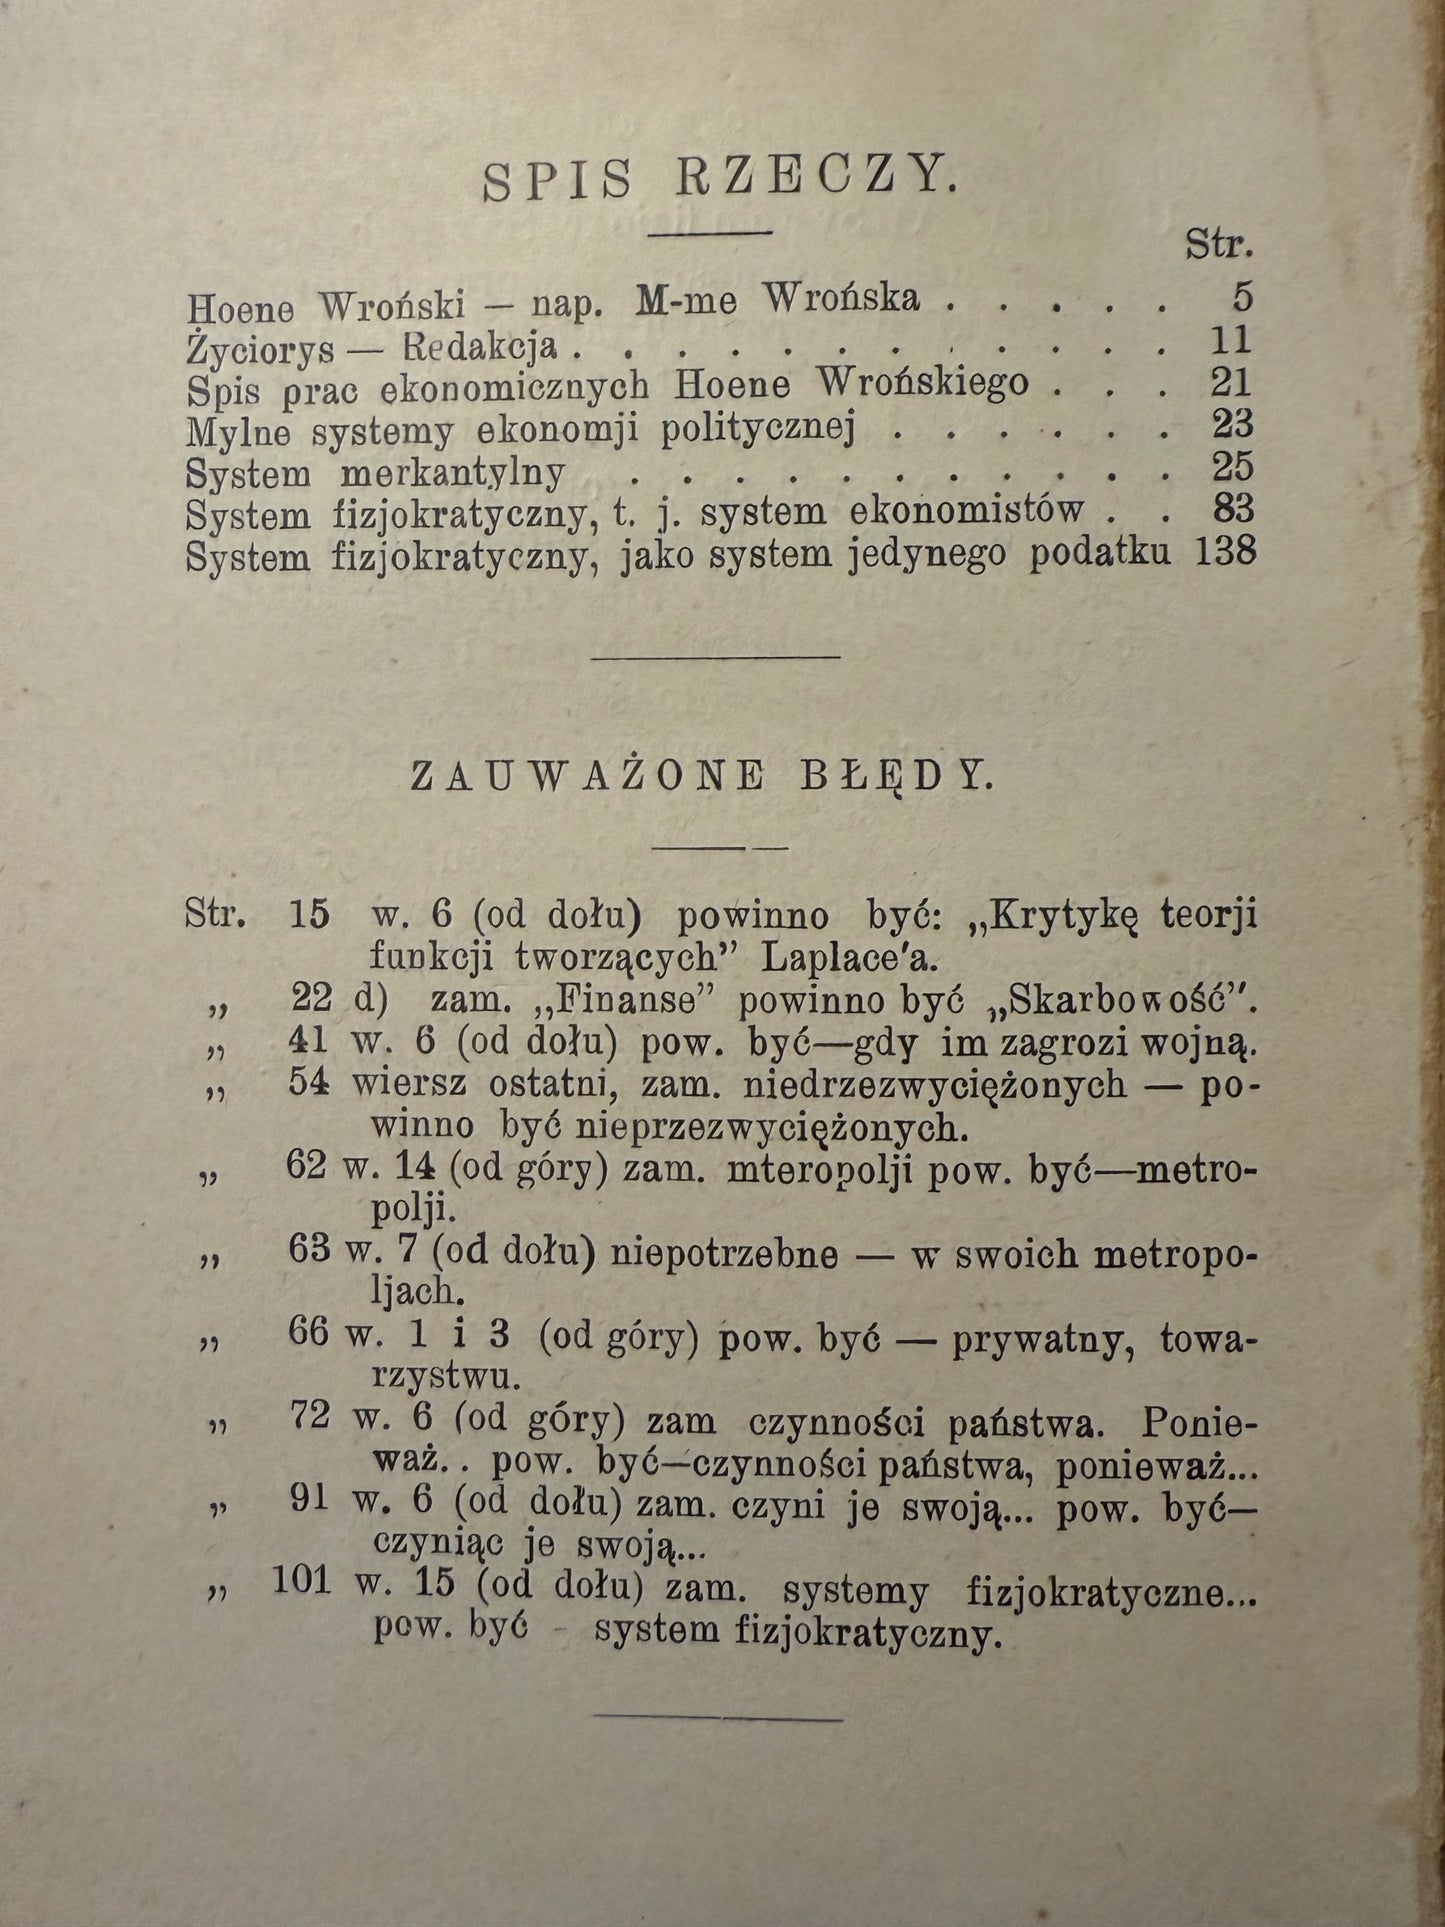 SPIS RZECZY.
Str.
Hoene Wroński — nap. M-me Wrońska . . . . . 5
Życiorys — Redakcja . . . . . . . . . . . . 11
Spis prac ekonomicznych Hoene Wrońskiego . . . 21
Mylne systemy ekonomji politycznej . . . . . . 23
System merkantylny . . . . . . . . . . . 25
System fizjokratyczny, t. j. system ekonomistów . . 83
System fizjokratyczny, jako system jedynego podatku 138
ZAUWAŻONE BŁĘDY.
Str. 15 w. 6 (od dołu) powinno być: „Krytykę teorji
funkcji tworzących” Laplace'a.
„ 22 d) zam. „Finanse” powinno być „Skarbowość”.
„ 41 w. 6 (od dołu) pow. być—gdy im zagrozi wojną.
„ 54 wiersz ostatni, zam. niedrzezwyciężonych — po-
winno być nieprzezwyciężonych.
„ 62 w. 14 (od góry) zam. mteropolji pow. być—metro-
polji.
„ 63 w. 7 (od dołu) niepotrzebne — w swoich metropo-
ljach.
„ 66 w. 1 i 3 (od góry) pow. być — prywatny, towa-
rzystwu.
„ 72 w. 6 (od góry) zam czynności państwa. Ponie-
waż.. pow. być—czynności państwa, ponieważ...
„ 91 w. 6 (od dołu) zam. czyni je swoją... pow. być—
czyniąc je swoją...
„ 101 w. 15 (od dołu) zam. systemy fizjokratyczne...
pow. być - system fizjokratyczny.